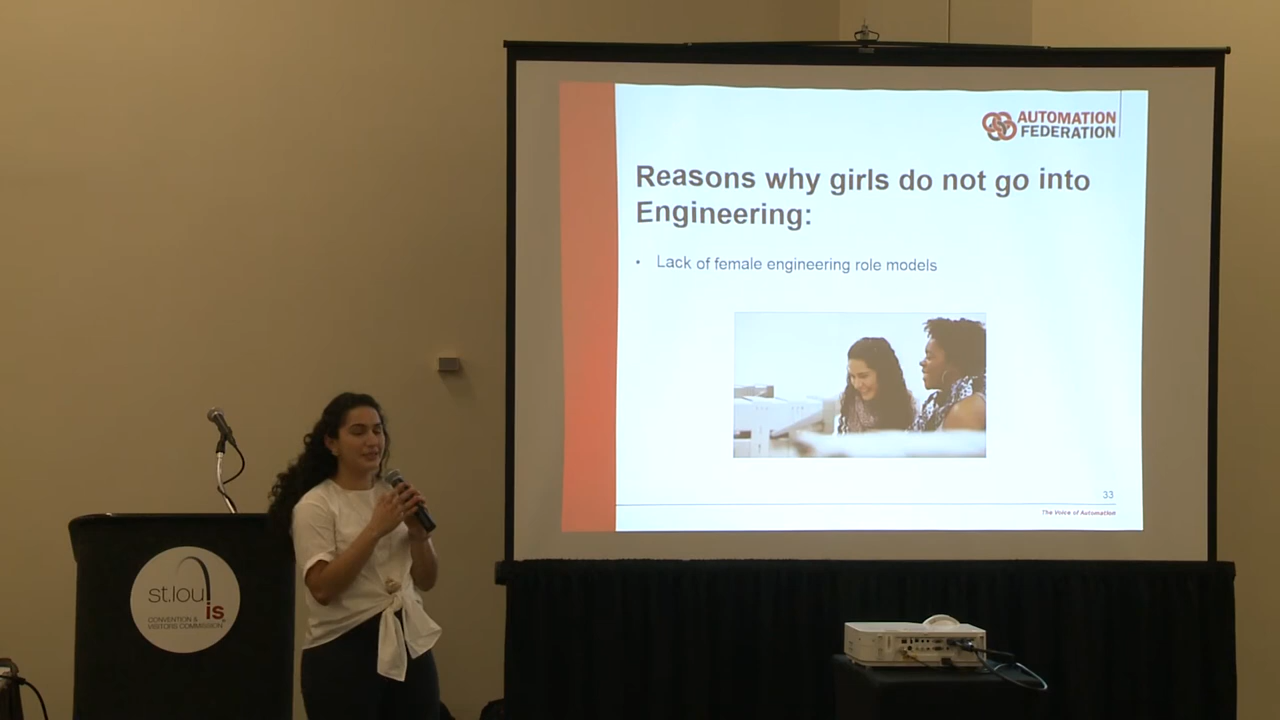 AUTOMATION
FEDERATION
Reasons why girls do not go into
Engineering:
• Lack of female engineering role models
33
The Voice of Automation
st.louis
CONVENTION &
VISITORS COMMISSION